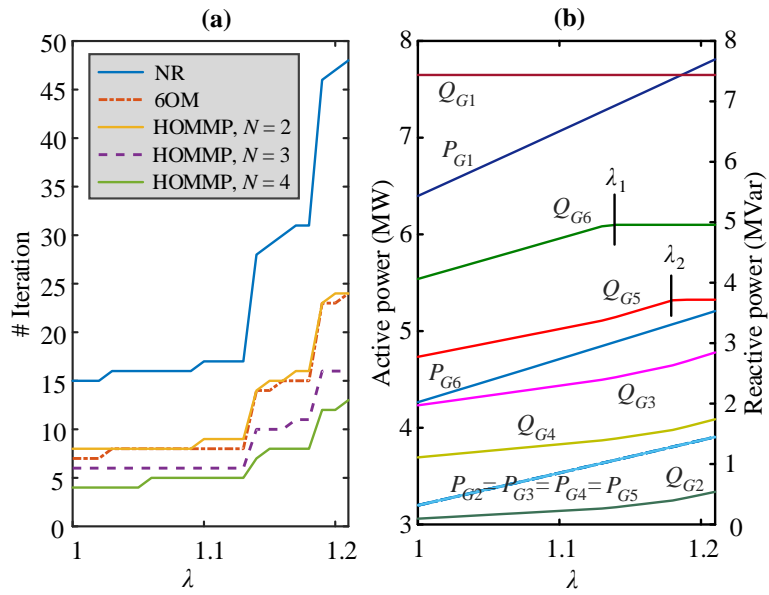 (a)
50
45
40
35
30
25
20
15
10
5
0
# Iteration
1
1.1
1.2
λ
NR
6OM
HOMMP, N = 2
HOMMP, N = 3
HOMMP, N = 4
(b)
8
7
6
5
4
3
Active power (MW)
8
7
6
5
4
3
2
1
0
Reactive power (MVar)
1
1.1
1.2
λ
Q_G1
P_G1
λ_1
Q_G6
λ_2
Q_G5
P_G6
Q_G3
Q_G4
P_G2 = P_G3 = P_G4 = P_G5
Q_G2